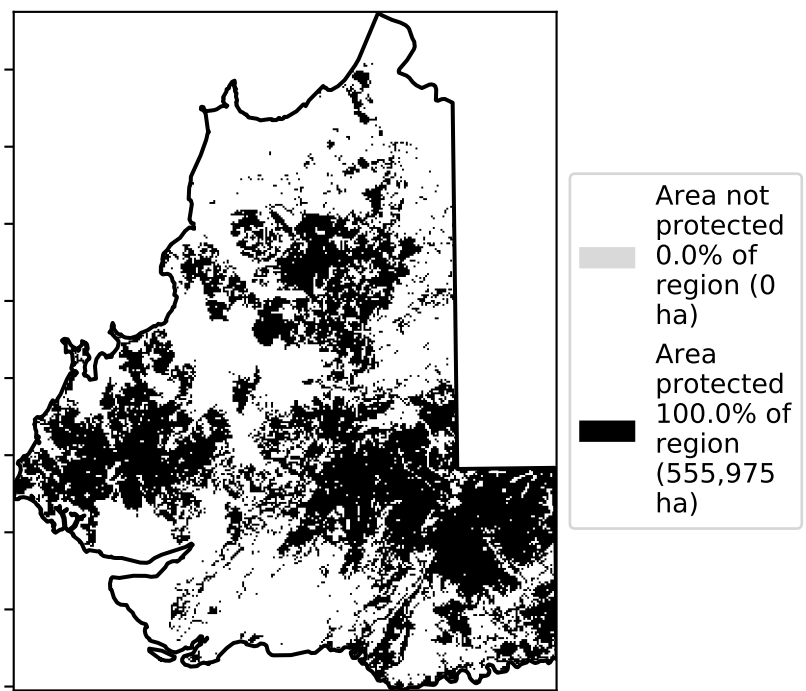 Area not
protected
0.0% of
region (0
ha)
Area
protected
100.0% of
region
(555,975
ha)